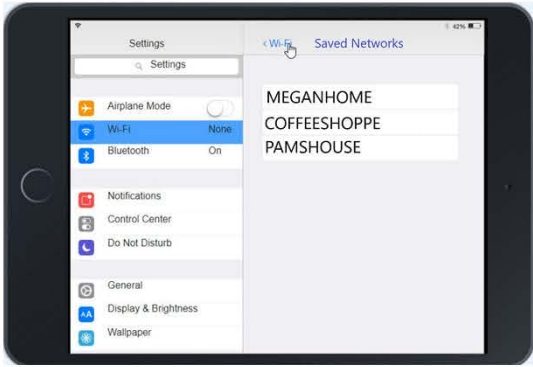 42%
Settings
< Wi-Fi Saved Networks
Settings
Airplane Mode
Wi-Fi None
Bluetooth On
Notifications
Control Center
Do Not Disturb
General
AA Display & Brightness
Wallpaper
MEGANHOME
COFFEESHOPPE
PAMSHOUSE